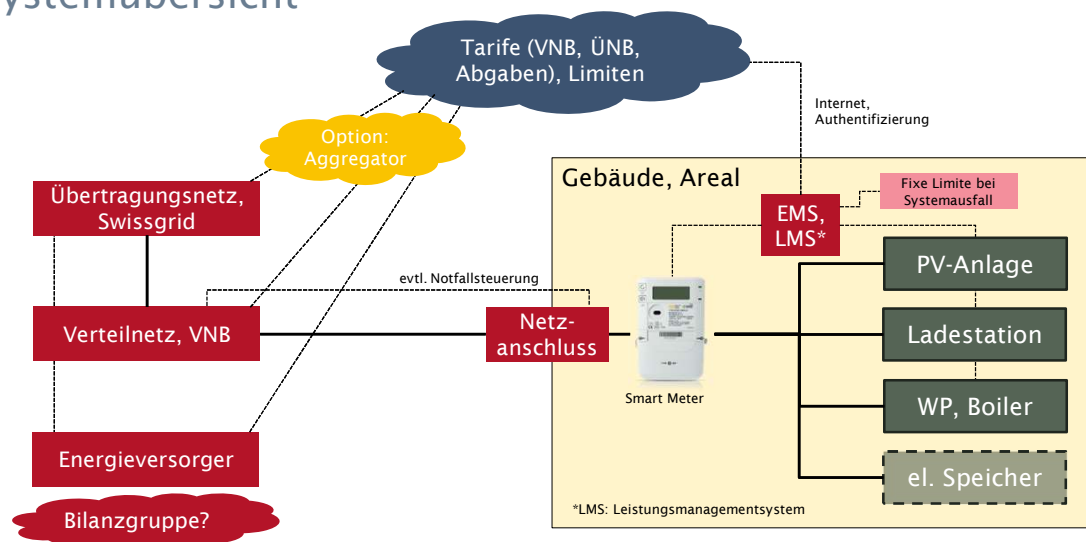 ystemübersicht
Tarife (VNB, ÜNB,
Abgaben), Limiten
Internet,
Authentifizierung
Option:
Aggregator
Gebäude, Areal
Fixe Limite bei
Systemausfall
Übertragungsnetz,
Swissgrid
EMS,
LMS*
PV-Anlage
evtl. Notfallsteuerung
Verteilnetz, VNB
Netz-
anschluss
Ladestation
Smart Meter
WP, Boiler
Energieversorger
el. Speicher
*LMS: Leistungsmanagementsystem
Bilanzgruppe?